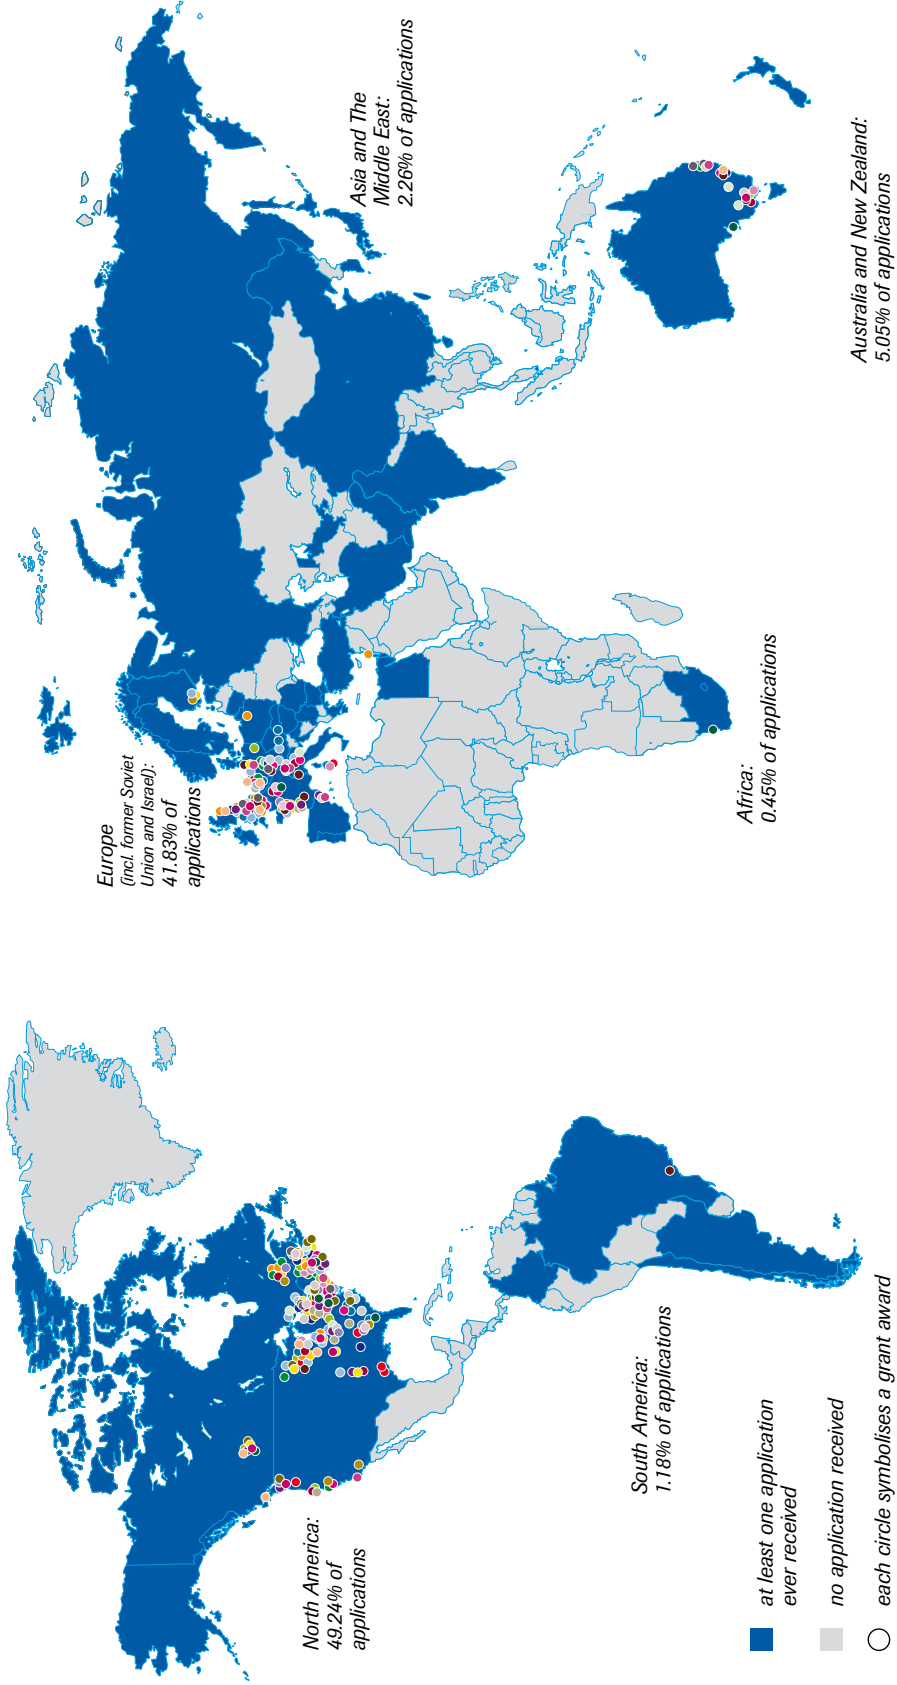 North America:
49.24% of
applications
South America:
1.18% of applications
Europe
(incl. former Soviet
Union and Israel):
41.83% of
applications
Africa:
0.45% of applications
Asia and The
Middle East:
2.26% of applications
Australia and New Zealand:
5.05% of applications
at least one application
ever received
no application received
each circle symbolises a grant award